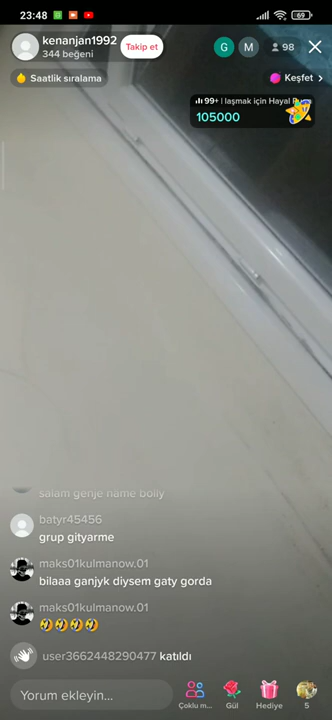 23:48
69
kenanjan1992
344 beğeni
Takip et
G
M
98
Saatlik sıralama
Keşfet
99+ | laşmak için Hayal
105000
salam genje name bolly
batyr45456
grup gityarme
maks01kulmanow.01
bilaaa ganjyk diysem gaty gorda
maks01kulmanow.01
🤣🤣🤣🤣
user3662448290477 katıldı
Yorum ekleyin...
Çoklu m...
Gül
Hediye
5